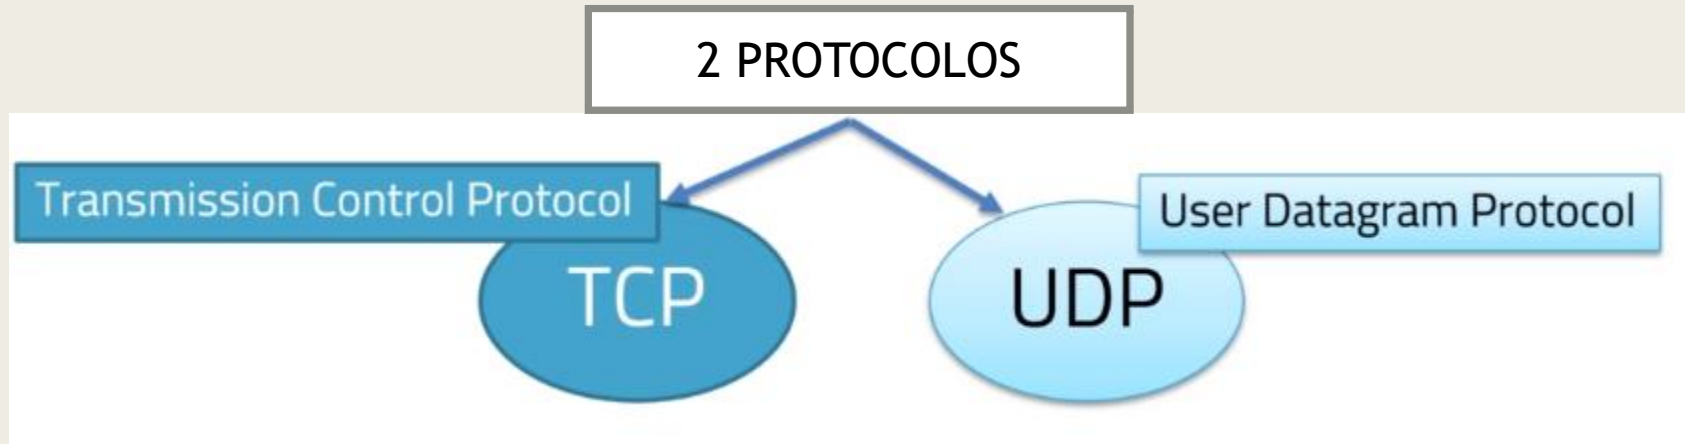 2 PROTOCOLOS
Transmission Control Protocol
TCP
User Datagram Protocol
UDP